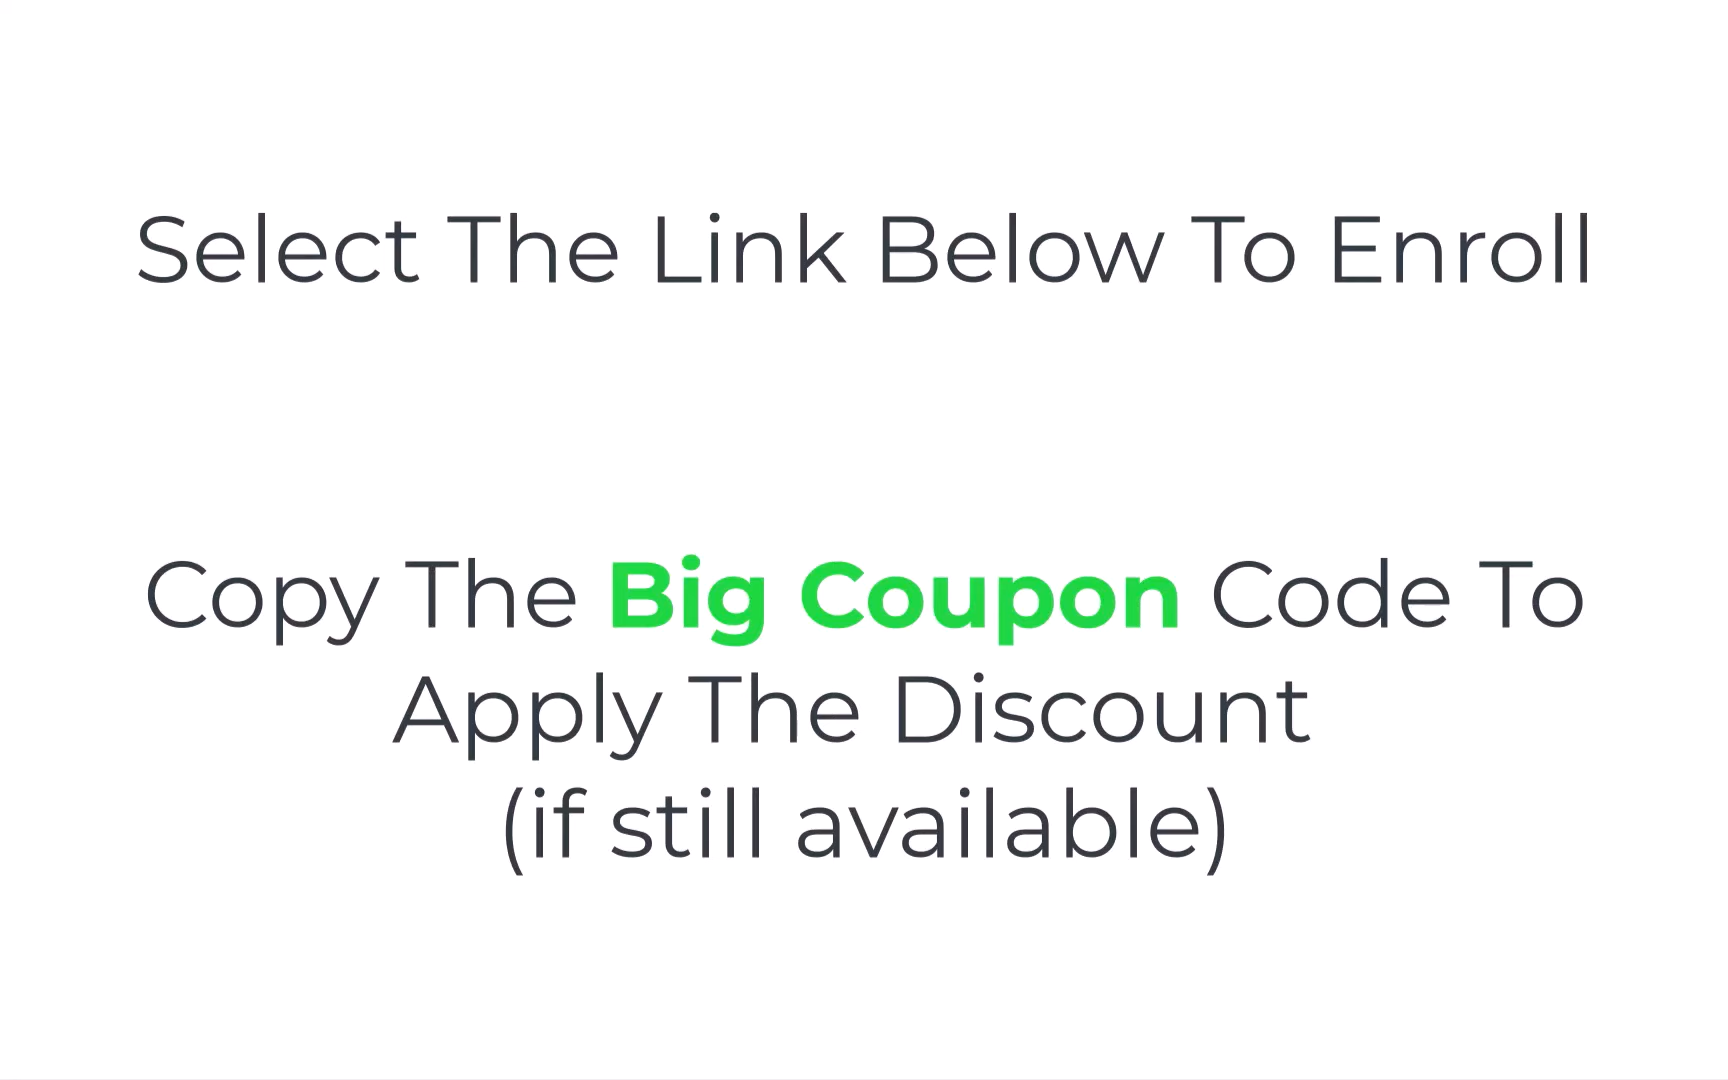 Select The Link Below To Enroll
Copy The Big Coupon Code To
Apply The Discount
(if still available)